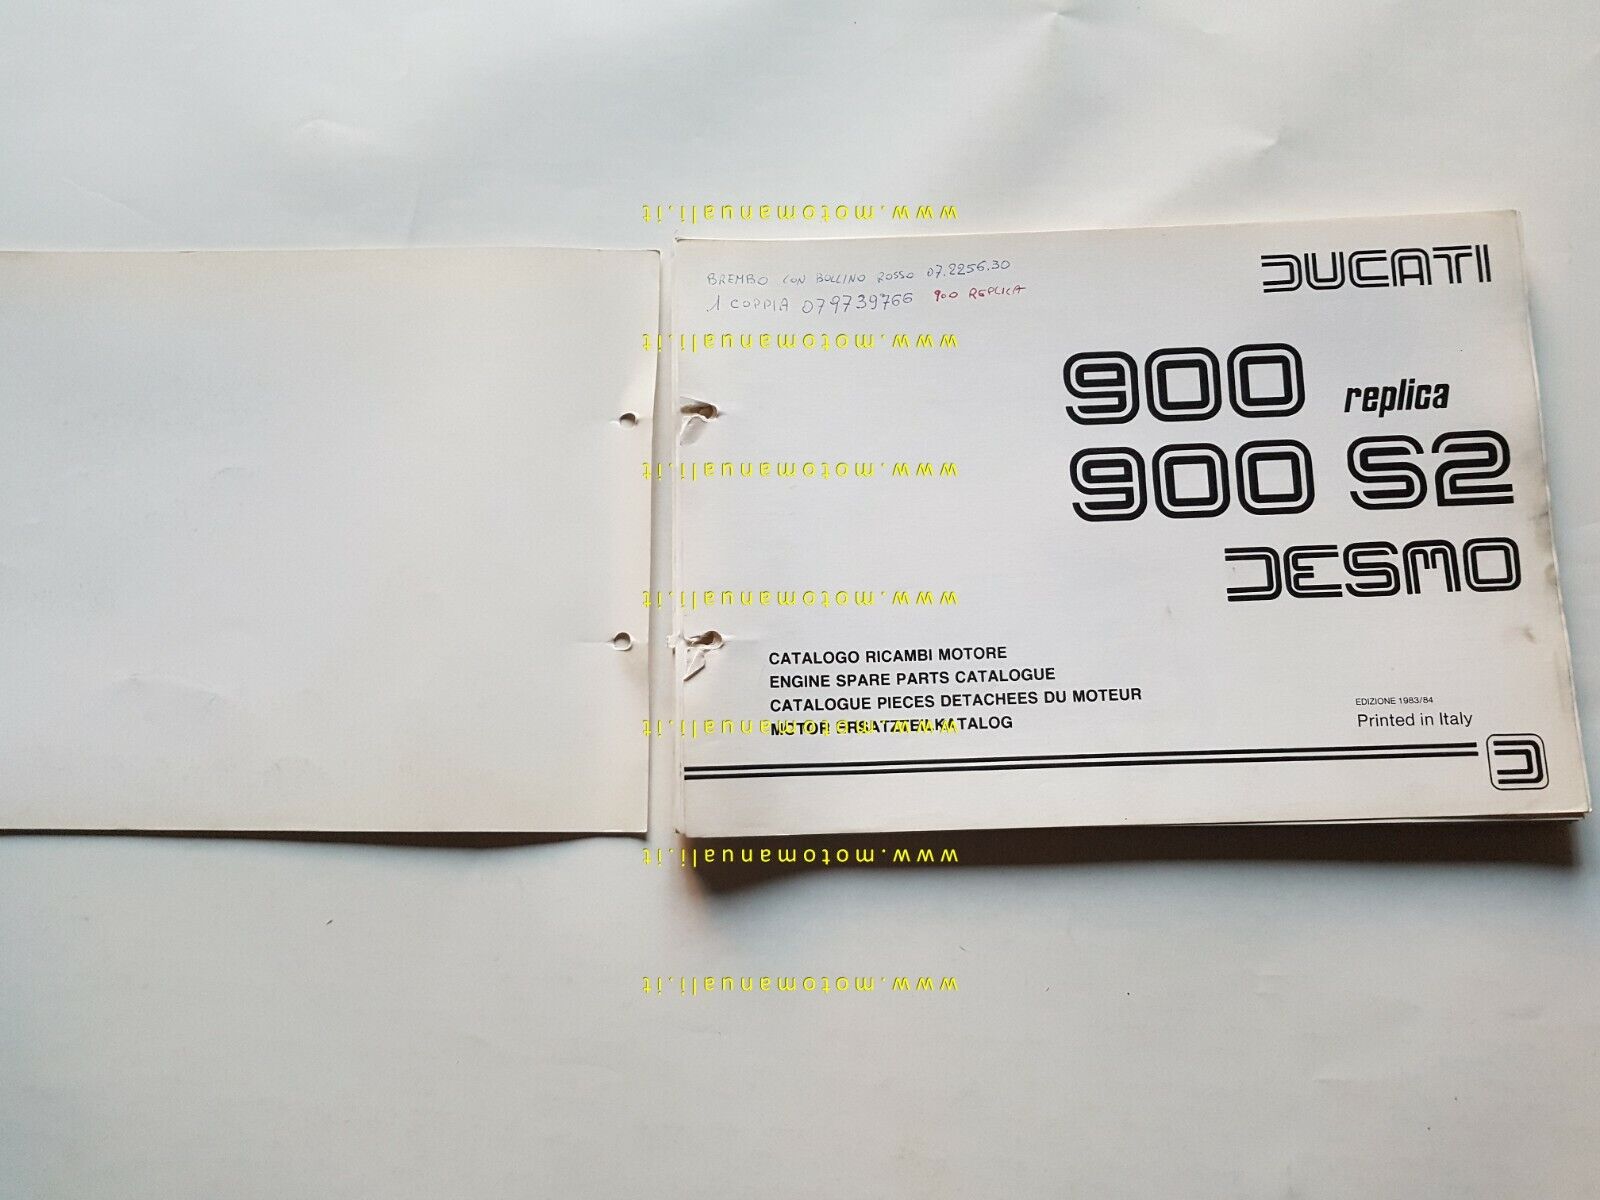 www.motomanuali.it
BREMBO CON BOLLINO ROSSO 07.2256.30
1 COPPIA 079739766 900 REPLICA
DUCATI
www.motomanuali.it
900 replica
900 S2
www.motomanuali.it
DESMO
www.motomanuali.it
CATALOGO RICAMBI MOTORE
ENGINE SPARE PARTS CATALOGUE
CATALOGUE PIECES DETACHEES DU MOTEUR
MOTOR ERSATZTEILKATALOG
www.motomanuali.it
EDIZIONE 1983/84
Printed in Italy
www.motomanuali.it
www.motomanuali.it